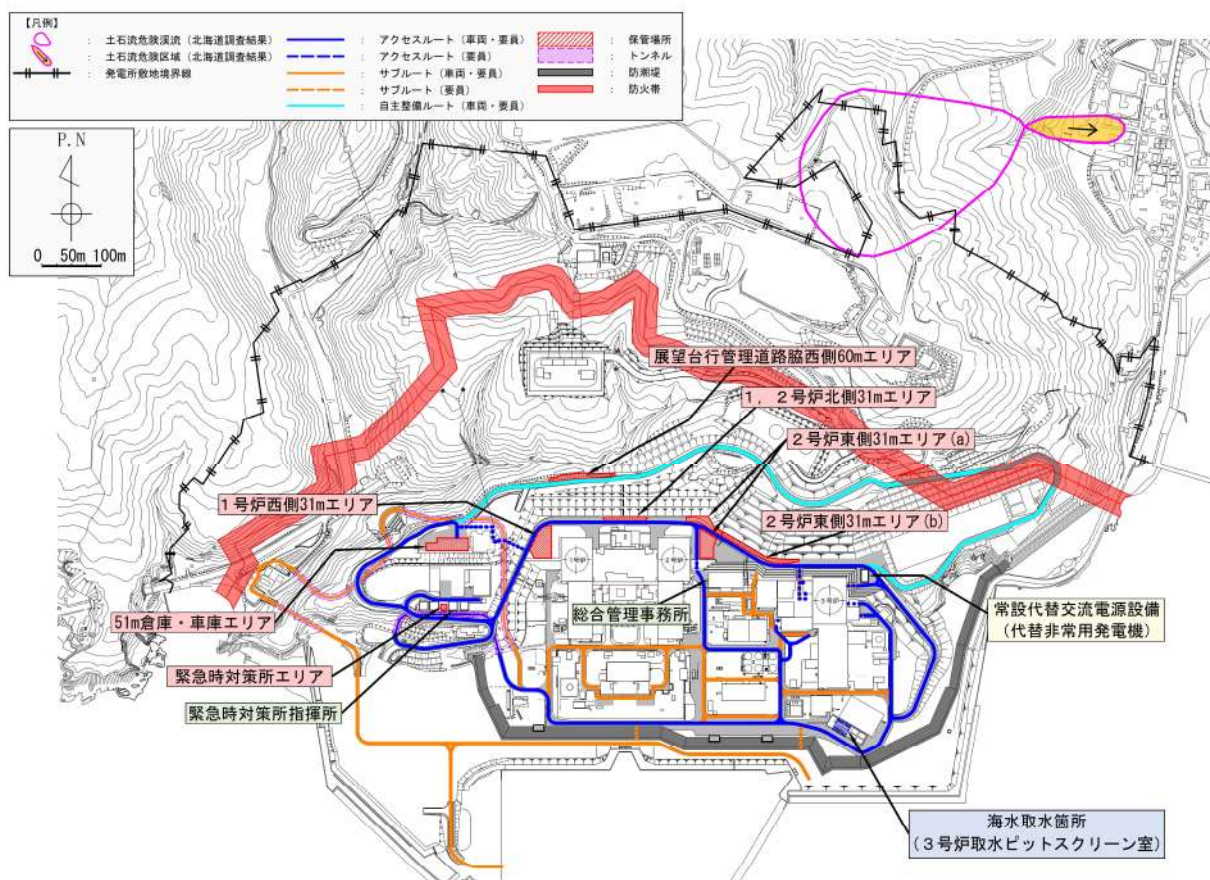 【凡例】
： 土石流危険渓流（北海道調査結果）
： 土石流危険区域（北海道調査結果）
： 発電所敷地境界線
： アクセスルート（車両・要員）
： アクセスルート（要員）
： サブルート（車両・要員）
： サブルート（要員）
： 自主整備ルート（車両・要員）
： 保管場所
： トンネル
： 防潮堤
： 防火帯
P.N
0 50m 100m
展望台行管理道路脇西側60mエリア
1，2号炉北側31mエリア
2号炉東側31mエリア(a)
1号炉西側31mエリア
2号炉東側31mエリア(b)
1号炉
2号炉
3号炉
総合管理事務所
常設代替交流電源設備
（代替非常用発電機）
51m倉庫・車庫エリア
緊急時対策所エリア
緊急時対策所指揮所
海水取水箇所
（3号炉取水ピットスクリーン室）